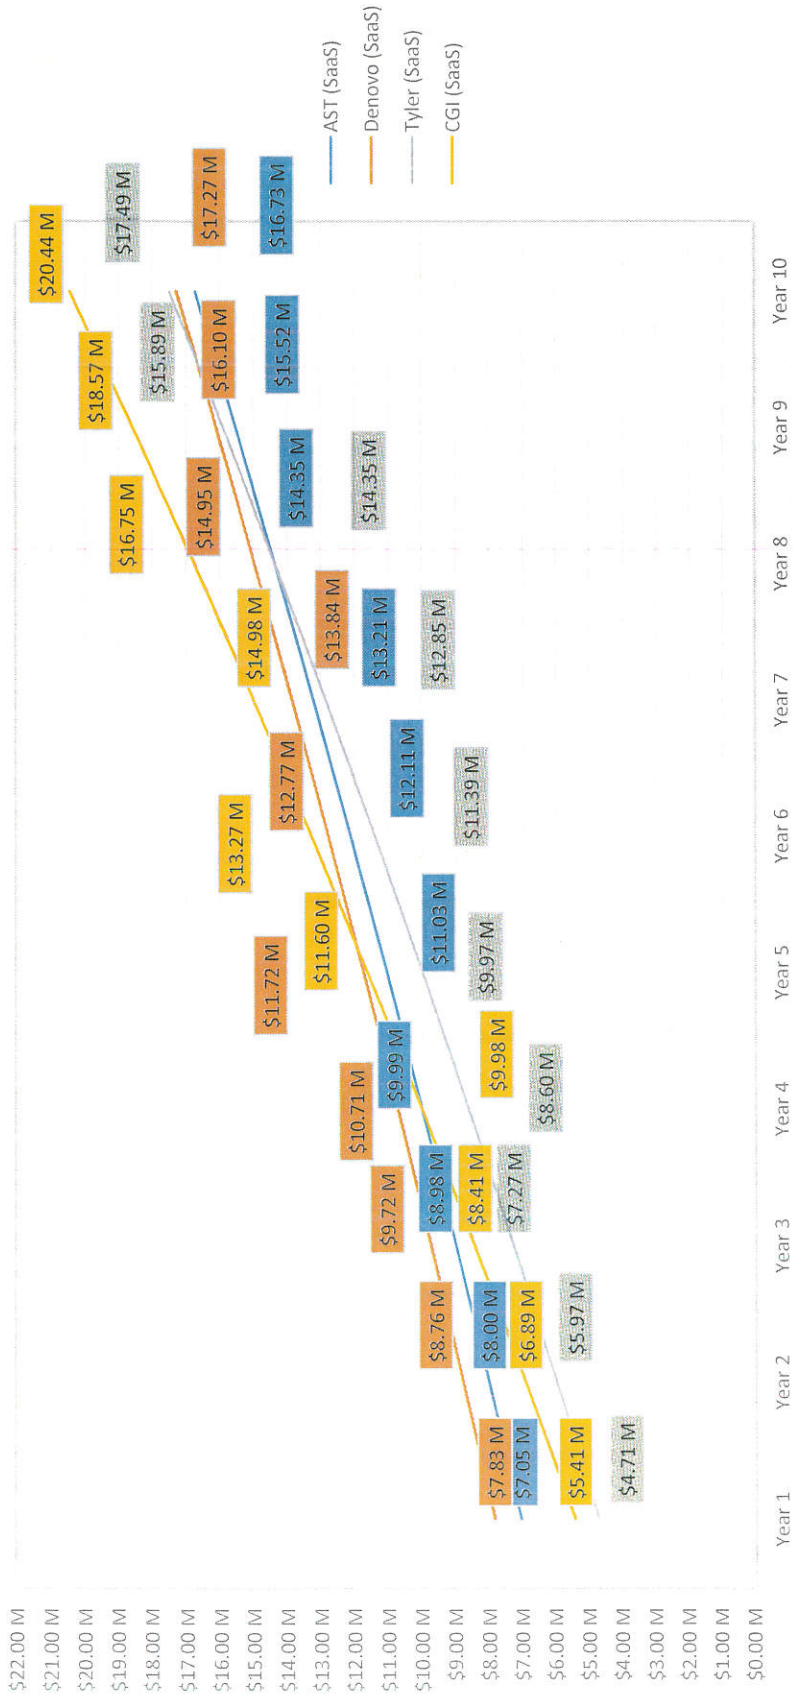 $22.00 M
$21.00 M
$20.00 M
$19.00 M
$18.00 M
$17.00 M
$16.00 M
$15.00 M
$14.00 M
$13.00 M
$12.00 M
$11.00 M
$10.00 M
$9.00 M
$8.00 M
$7.00 M
$6.00 M
$5.00 M
$4.00 M
$3.00 M
$2.00 M
$1.00 M
$0.00 M
$7.83 M
$7.05 M
$5.41 M
$4.71 M
$8.76 M
$8.00 M
$6.89 M
$5.97 M
$9.72 M
$8.98 M
$8.41 M
$7.27 M
$10.71 M
$9.99 M
$9.98 M
$8.60 M
$11.72 M
$11.60 M
$11.03 M
$9.97 M
$13.27 M
$12.77 M
$12.11 M
$11.39 M
$14.98 M
$13.84 M
$13.21 M
$12.85 M
$16.75 M
$14.95 M
$14.35 M
$14.35 M
$18.57 M
$15.89 M
$16.10 M
$15.52 M
$20.44 M
$17.49 M
$17.27 M
$16.73 M
Year 1
Year 2
Year 3
Year 4
Year 5
Year 6
Year 7
Year 8
Year 9
Year 10
AST (SaaS)
Denovo (SaaS)
Tyler (SaaS)
CGI (SaaS)